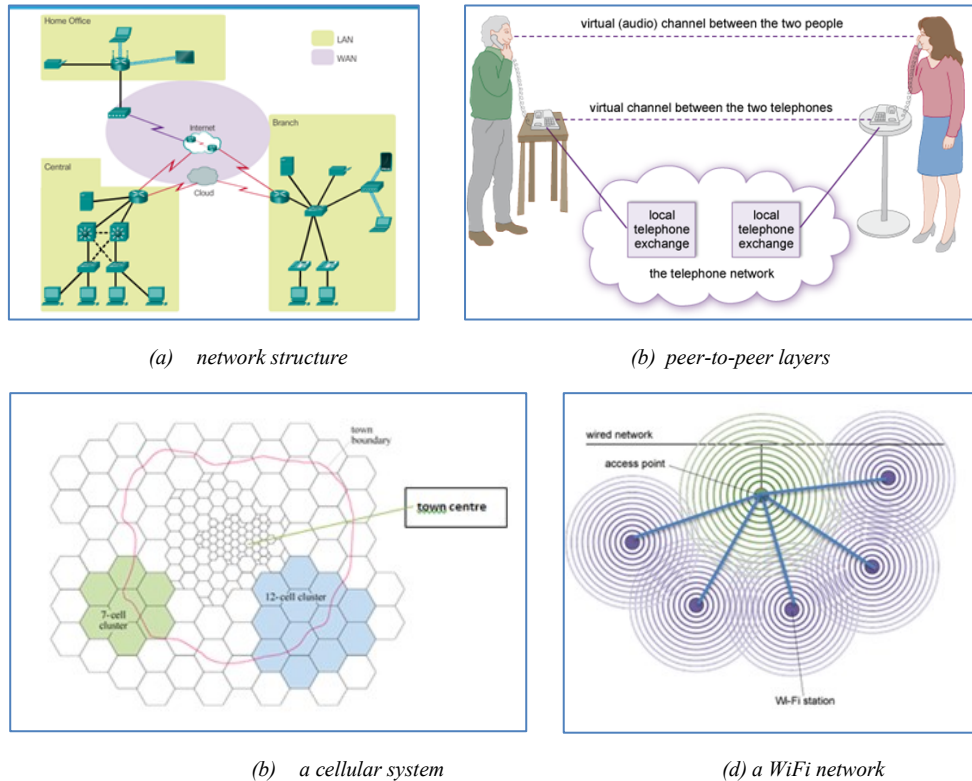 Home Office
LAN
WAN
Internet
Branch
Central
Cloud
virtual (audio) channel between the two people
virtual channel between the two telephones
local
telephone
exchange
local
telephone
exchange
the telephone network
(a) network structure
(b) peer-to-peer layers
town
boundary
town centre
12-cell cluster
7-cell
cluster
wired network
access point
Wi-Fi station
(b) a cellular system
(d) a WiFi network